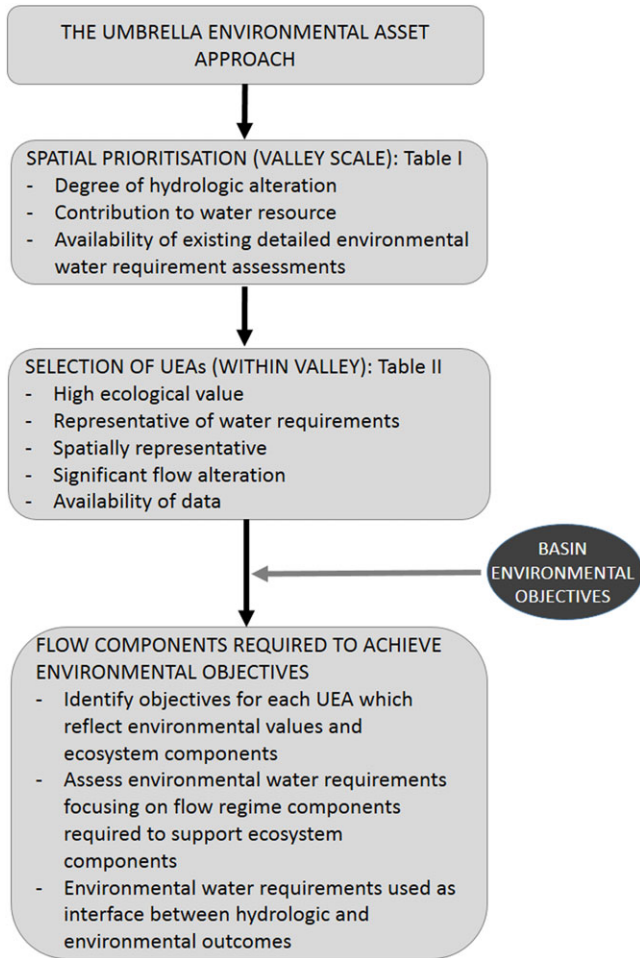 THE UMBRELLA ENVIRONMENTAL ASSET
APPROACH
SPATIAL PRIORITISATION (VALLEY SCALE): Table I
- Degree of hydrologic alteration
- Contribution to water resource
- Availability of existing detailed environmental
water requirement assessments
SELECTION OF UEAs (WITHIN VALLEY): Table II
- High ecological value
- Representative of water requirements
- Spatially representative
- Significant flow alteration
- Availability of data
BASIN
ENVIRONMENTAL
OBJECTIVES
FLOW COMPONENTS REQUIRED TO ACHIEVE
ENVIRONMENTAL OBJECTIVES
- Identify objectives for each UEA which
reflect environmental values and
ecosystem components
- Assess environmental water requirements
focusing on flow regime components
required to support ecosystem
components
- Environmental water requirements used as
interface between hydrologic and
environmental outcomes